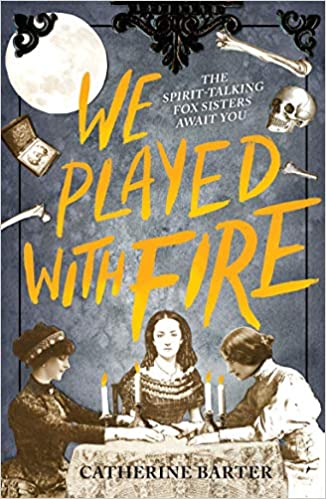 THE
SPIRIT-TALKING
FOX SISTERS
AWAIT YOU
WE
PLAYED
WITH FIRE
CATHERINE BARTER